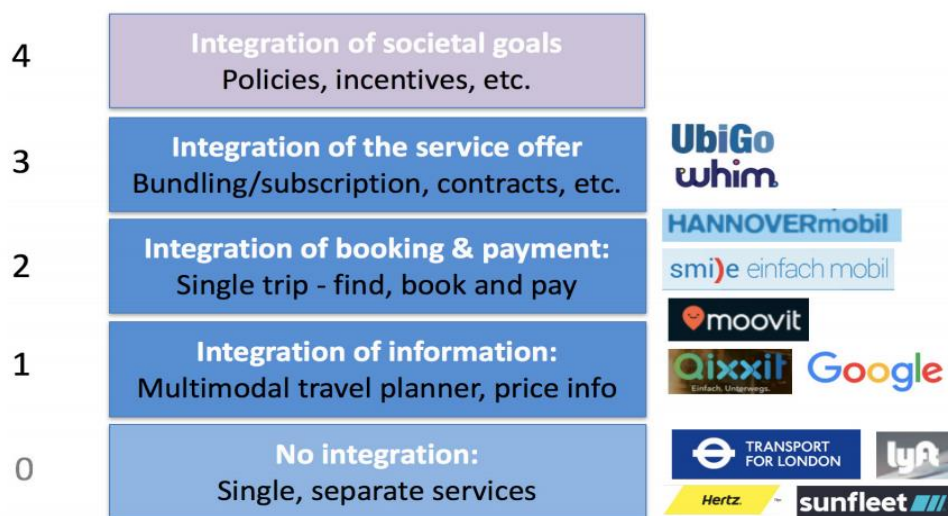 4
Integration of societal goals
Policies, incentives, etc.
3
Integration of the service offer
Bundling/subscription, contracts, etc.
UbiGo
whim
2
Integration of booking & payment:
Single trip - find, book and pay
HANNOVERmobil
smi)e einfach mobil
1
Integration of information:
Multimodal travel planner, price info
moovit
Qixxit
Einfach. Unterwegs.
Google
0
No integration:
Single, separate services
TRANSPORT
FOR LONDON
lyft
Hertz.
sunfleet